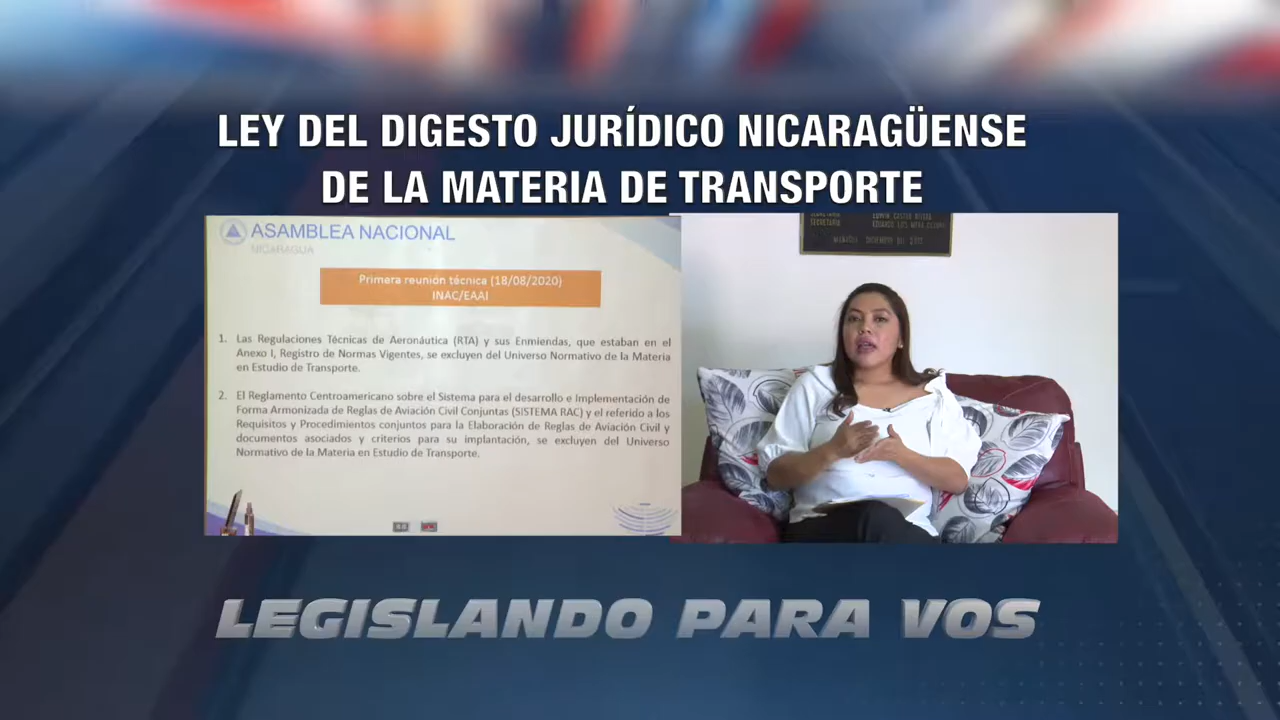 LEY DEL DIGESTO JURÍDICO NICARAGÜENSE
DE LA MATERIA DE TRANSPORTE
ASAMBLEA NACIONAL
NICARAGUA
Primera reunión técnica (18/08/2020)
INAC/EAAI
1. Las Regulaciones Técnicas de Aeronáutica (RTA) y sus Enmiendas, que estaban en el
Anexo I, Registro de Normas Vigentes, se excluyen del Universo Normativo de la Materia
en Estudio de Transporte.
2. El Reglamento Centroamericano sobre el Sistema para el desarrollo e Implementación de
Forma Armonizada de Reglas de Aviación Civil Conjuntas (SISTEMA RAC) y el referido a los
Requisitos y Procedimientos conjuntos para la Elaboración de Reglas de Aviación Civil y
documentos asociados y criterios para su implantación, se excluyen del Universo
Normativo de la Materia en Estudio de Transporte.
SECRETARIA
LEGISLANDO PARA VOS